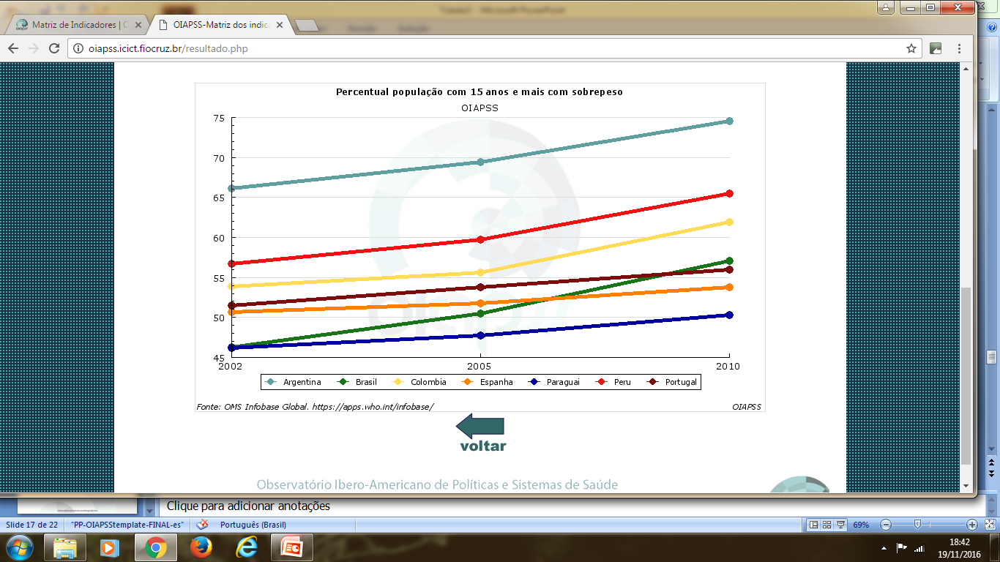 Matriz de Indicadores | O
OIAPSS-Matriz dos indica
oiapss.icict.fiocruz.br/resultado.php
Percentual população com 15 anos e mais com sobrepeso
OIAPSS
75
70
65
60
55
50
45
2002 2005 2010
Argentina Brasil Colombia Espanha Paraguai Peru Portugal
Fonte: OMS Infobase Global. https://apps.who.int/infobase/ OIAPSS
voltar
Observatório Ibero-Americano de Políticas e Sistemas de Saúde
Clique para adicionar anotações
Slide 17 de 22 "PP-OIAPSStemplate-FINAL-es" Português (Brasil) 69%
18:42
19/11/2016